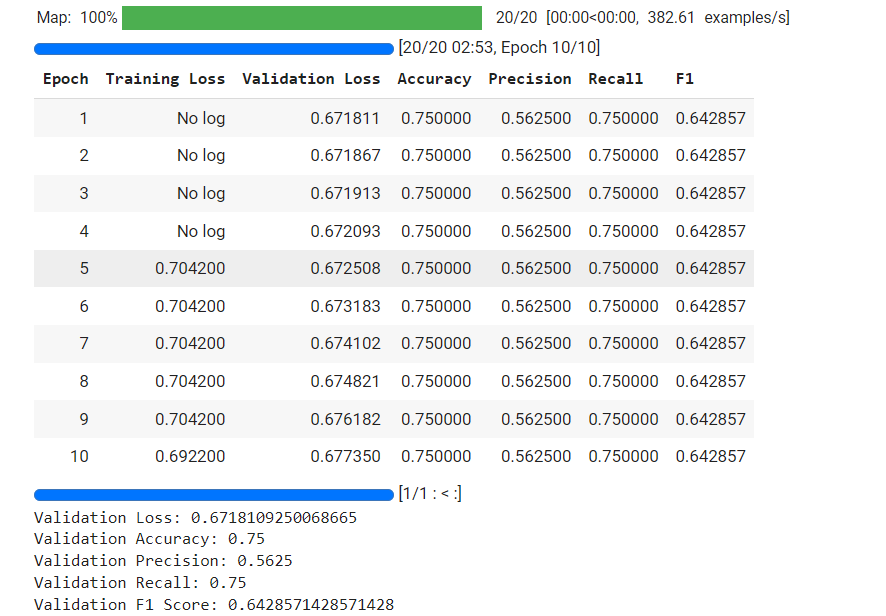 Map: 100% 20/20 [00:00<00:00, 382.61 examples/s]
[20/20 02:53, Epoch 10/10]
Epoch Training Loss Validation Loss Accuracy Precision Recall F1
1 No log 0.671811 0.750000 0.562500 0.750000 0.642857
2 No log 0.671867 0.750000 0.562500 0.750000 0.642857
3 No log 0.671913 0.750000 0.562500 0.750000 0.642857
4 No log 0.672093 0.750000 0.562500 0.750000 0.642857
5 0.704200 0.672508 0.750000 0.562500 0.750000 0.642857
6 0.704200 0.673183 0.750000 0.562500 0.750000 0.642857
7 0.704200 0.674102 0.750000 0.562500 0.750000 0.642857
8 0.704200 0.674821 0.750000 0.562500 0.750000 0.642857
9 0.704200 0.676182 0.750000 0.562500 0.750000 0.642857
10 0.692200 0.677350 0.750000 0.562500 0.750000 0.642857
[1/1 : < :]
Validation Loss: 0.6718109250068665
Validation Accuracy: 0.75
Validation Precision: 0.5625
Validation Recall: 0.75
Validation F1 Score: 0.6428571428571428